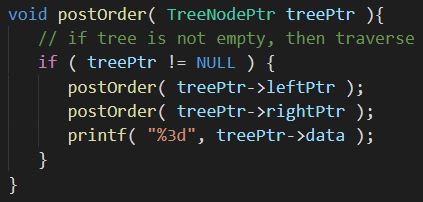 void postOrder( TreeNodePtr treePtr ){
   // if tree is not empty, then traverse
   if ( treePtr != NULL ) {
      postOrder( treePtr->leftPtr );
      postOrder( treePtr->rightPtr );
      printf( "%3d", treePtr->data );
   }
}